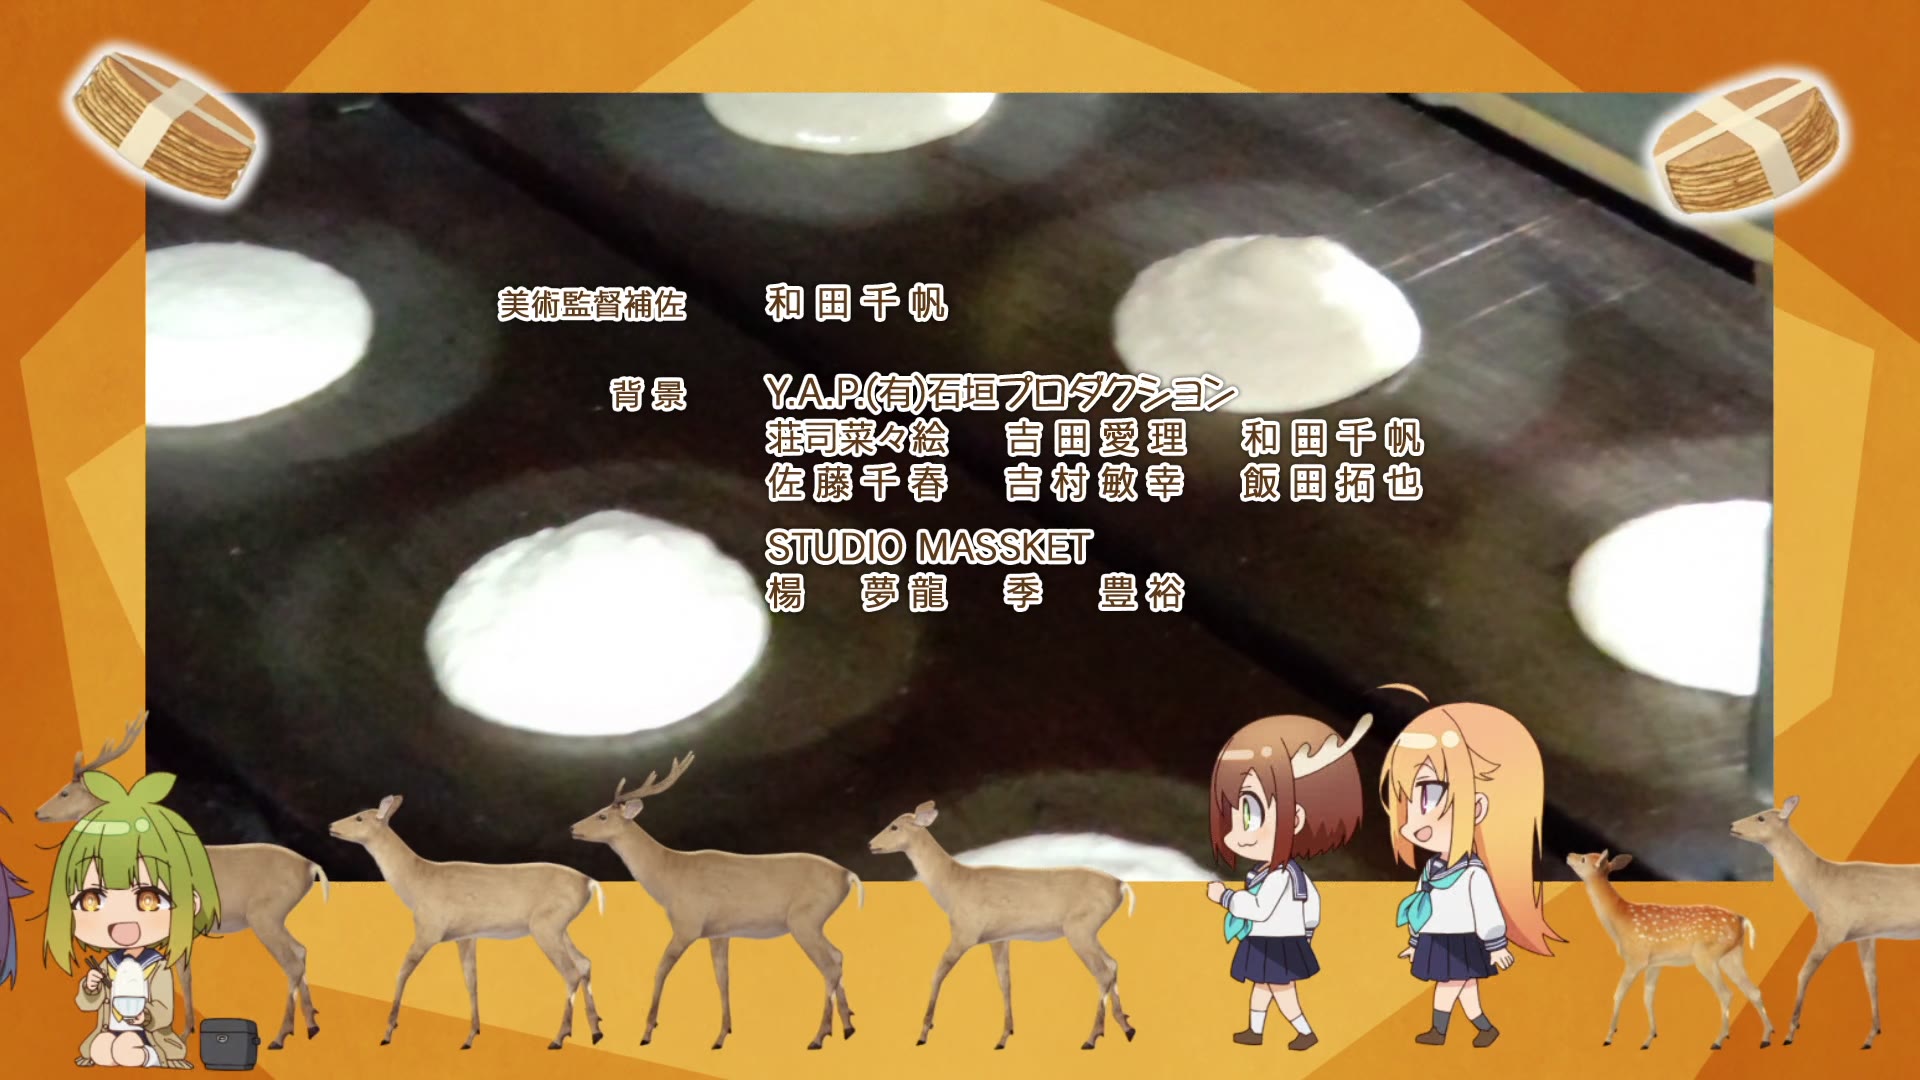 美術監督補佐 和田千帆
背景 Y.A.P.(有)石垣プロダクション
荘司菜々絵 吉田愛理 和田千帆
佐藤千春 吉村敏幸 飯田拓也
STUDIO MASSKET
楊 夢龍 季 豊裕